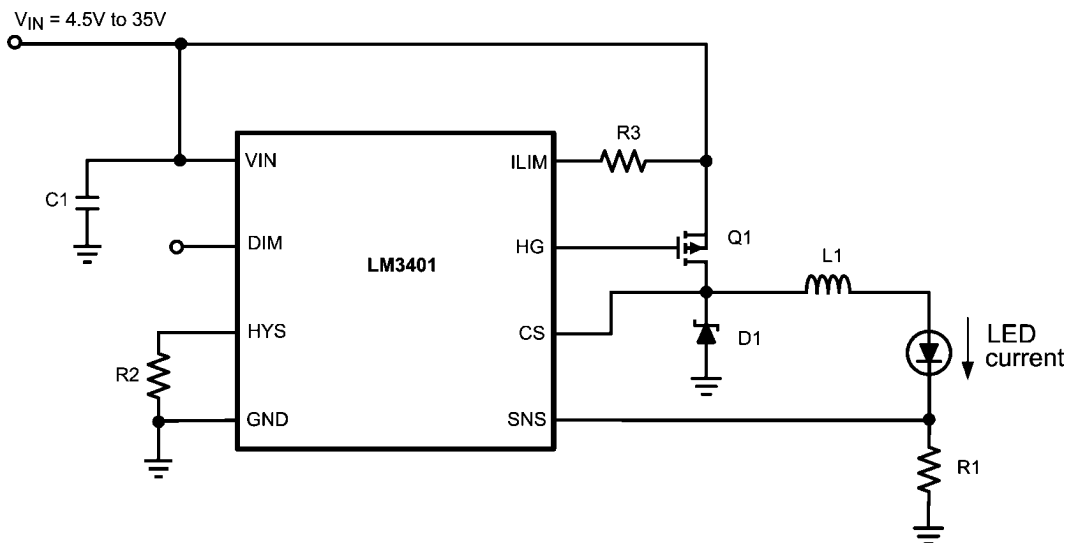 VIN = 4.5V to 35V
R3
VIN
ILIM
C1
DIM
HG
Q1
LM3401
L1
HYS
CS
D1
LED
current
R2
GND
SNS
R1